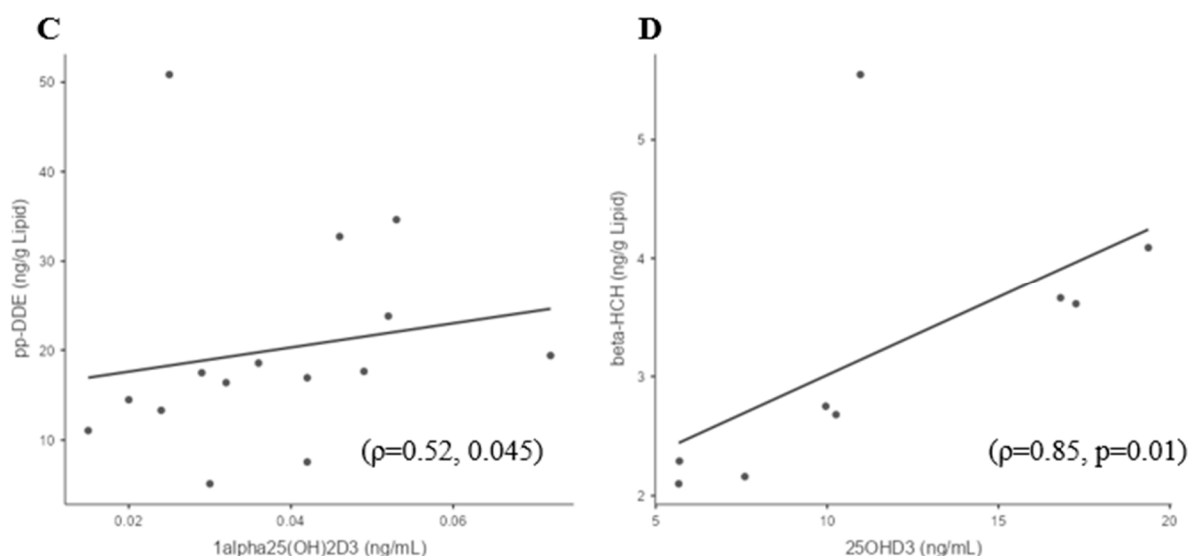 C
50
40
30
20
10
pp-DDE (ng/g Lipid)
(ρ=0.52, 0.045)
0.02
0.04
0.06
1alpha25(OH)2D3 (ng/mL)
D
5
4
3
2
beta-HCH (ng/g Lipid)
(ρ=0.85, p=0.01)
5
10
15
20
25OHD3 (ng/mL)